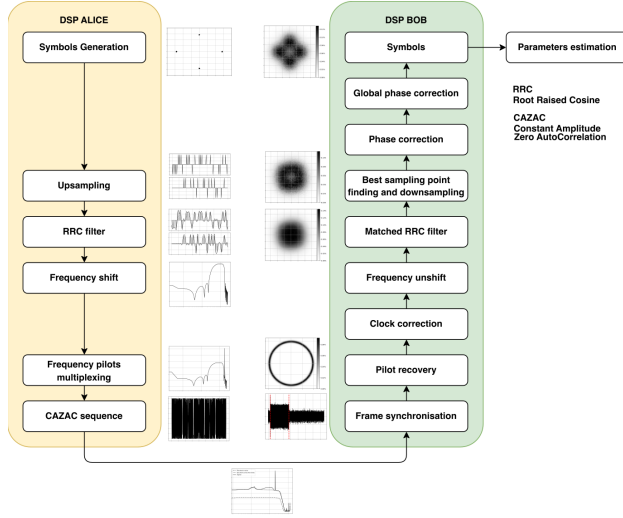 DSP ALICE
Symbols Generation
Upsampling
RRC filter
Frequency shift
Frequency pilots
multiplexing
CAZAC sequence
DSP BOB
Symbols
Global phase correction
Phase correction
Best sampling point
finding and downsampling
Matched RRC filter
Frequency unshift
Clock correction
Pilot recovery
Frame synchronisation
Parameters estimation
RRC
Root Raised Cosine
CAZAC
Constant Amplitude
Zero AutoCorrelation